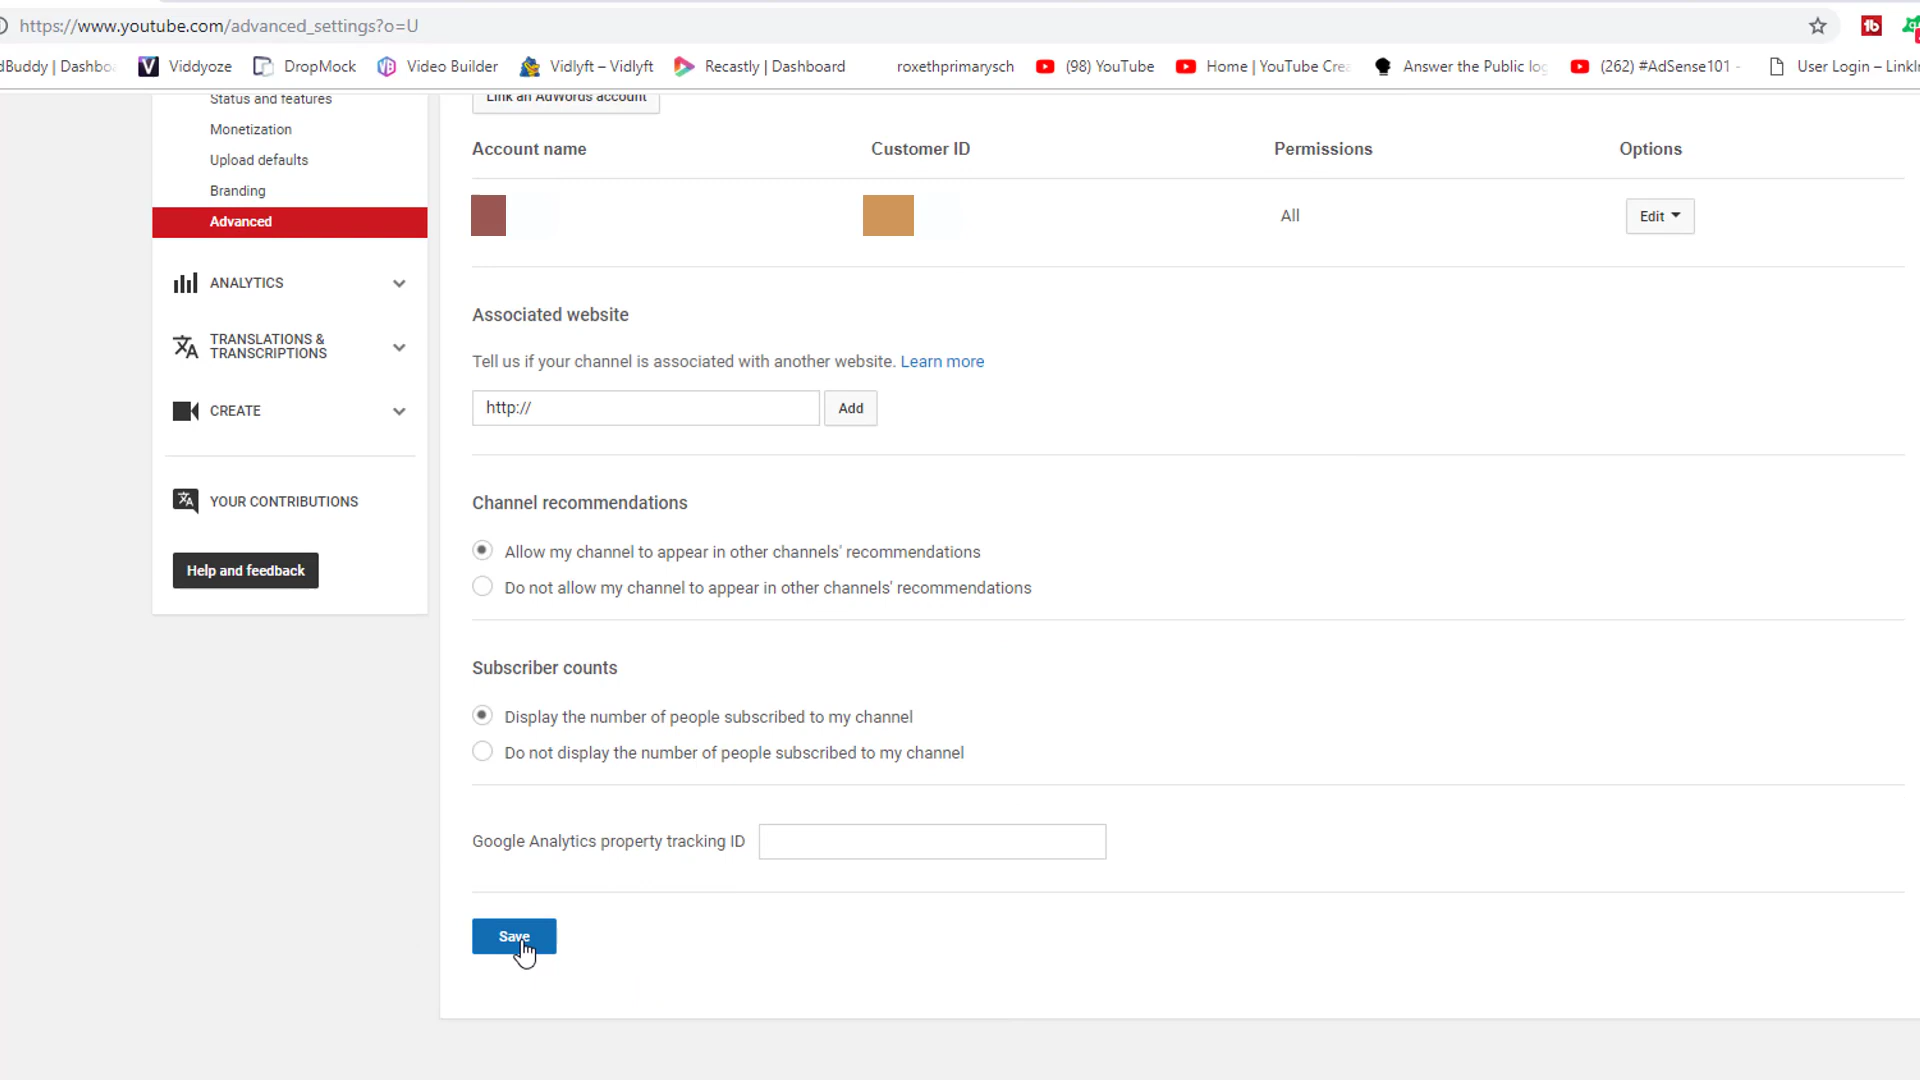 https://www.youtube.com/advanced_settings?o=U
dBuddy | Dashbo
Viddyoze
DropMock
Video Builder
Vidlyft – Vidlyft
Recastly | Dashboard
roxethprimarysch
(98) YouTube
Home | YouTube Crea
Answer the Public log
(262) #AdSense101 -
User Login – LinkIn
Status and features
Monetization
Upload defaults
Branding
Advanced
ANALYTICS
TRANSLATIONS &
TRANSCRIPTIONS
CREATE
YOUR CONTRIBUTIONS
Help and feedback
Link an AdWords account
Account name Customer ID Permissions Options
All Edit
Associated website
Tell us if your channel is associated with another website. Learn more
http:// Add
Channel recommendations
Allow my channel to appear in other channels' recommendations
Do not allow my channel to appear in other channels' recommendations
Subscriber counts
Display the number of people subscribed to my channel
Do not display the number of people subscribed to my channel
Google Analytics property tracking ID
Save